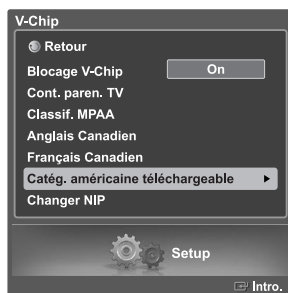 V-Chip
Retour
Blocage V-Chip On
Cont. paren. TV
Classif. MPAA
Anglais Canadien
Français Canadien
Catég. américaine téléchargeable
Changer NIP
Setup
Intro.